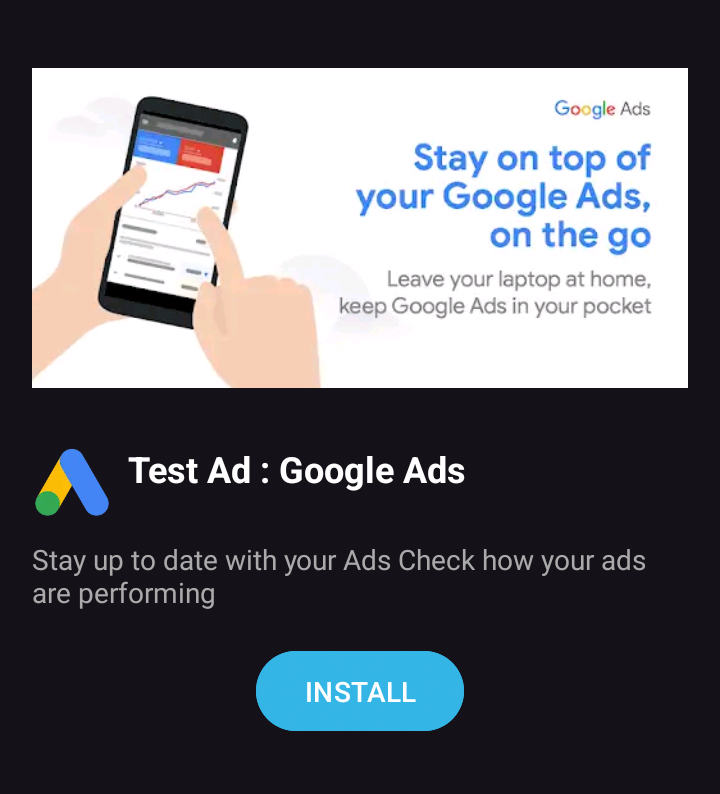 Google Ads
Stay on top of
your Google Ads,
on the go
Leave your laptop at home,
keep Google Ads in your pocket
Test Ad : Google Ads
Stay up to date with your Ads Check how your ads
are performing
INSTALL